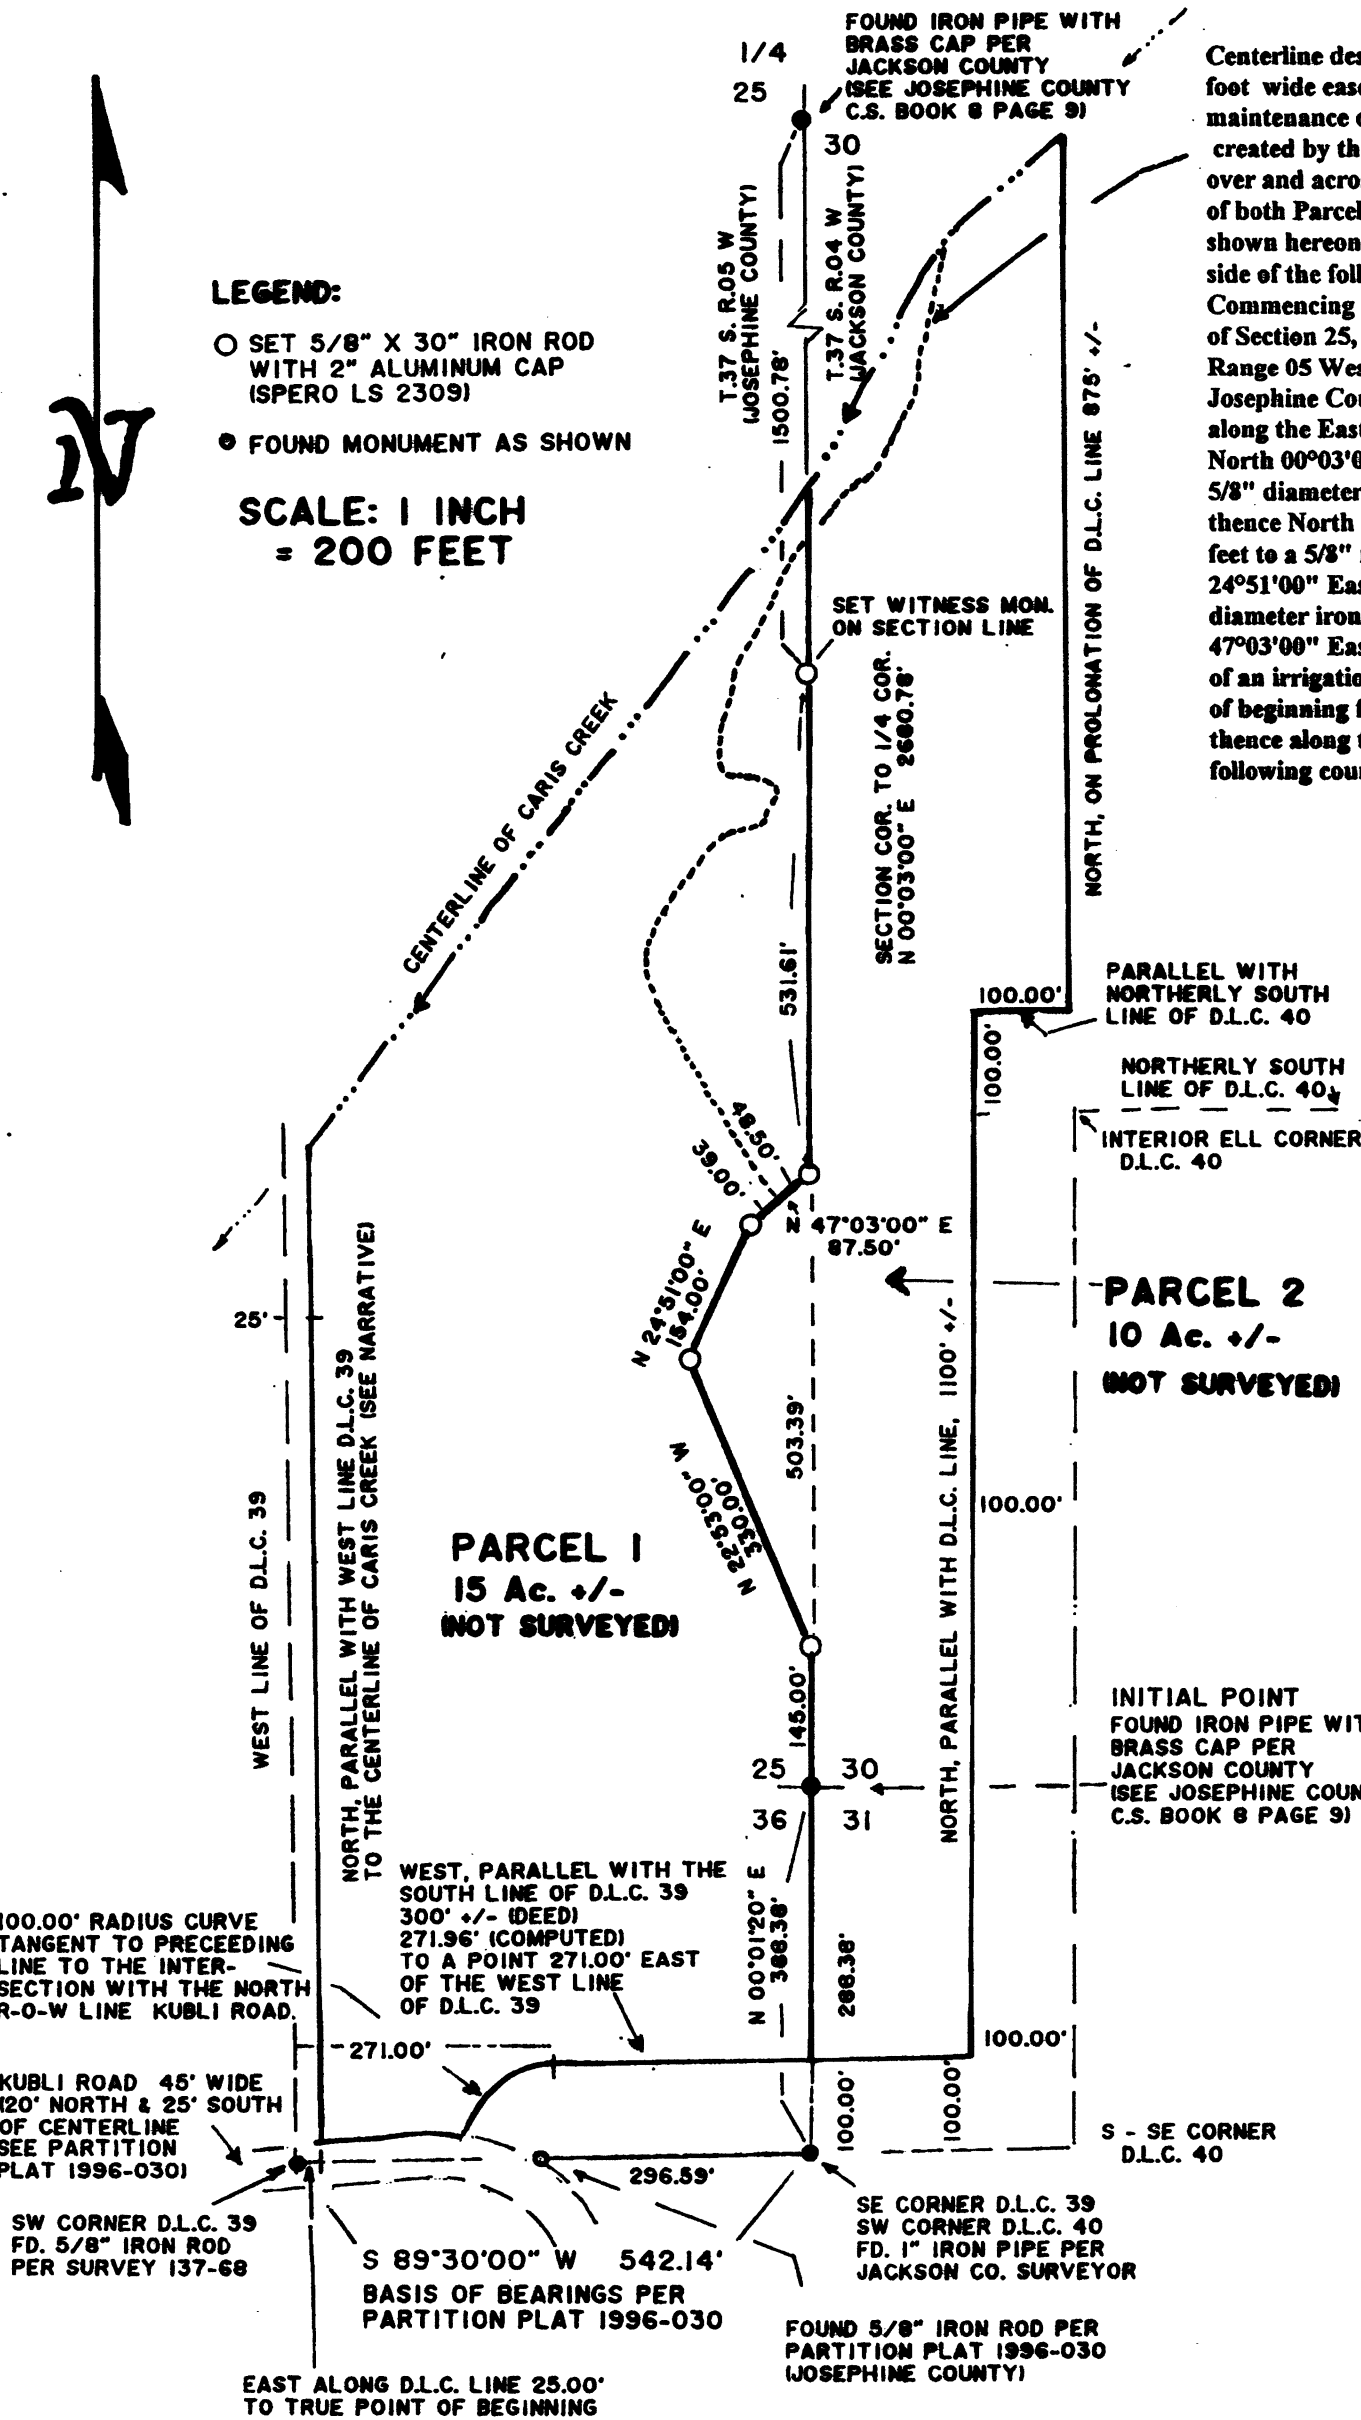 1/4
25
30
FOUND IRON PIPE WITH
BRASS CAP PER
JACKSON COUNTY
(SEE JOSEPHINE COUNTY
C.S. BOOK 8 PAGE 9)
Centerline des
foot wide ease
maintenance o
created by th
over and acros
of both Parcel
shown hereon
side of the foll
Commencing
of Section 25,
Range 05 Wes
Josephine Cou
along the East
North 00°03'0
5/8" diameter
thence North
feet to a 5/8"
24°51'00" Eas
diameter iron
47°03'00" Eas
of an irrigatio
of beginning f
thence along t
following cour
LEGEND:
SET 5/8" X 30" IRON ROD
WITH 2" ALUMINUM CAP
(SPERO LS 2309)
FOUND MONUMENT AS SHOWN
SCALE: 1 INCH
= 200 FEET
N
T.37 S. R.05 W
(JOSEPHINE COUNTY)
1500.78'
T.37 S. R.04 W
(JACKSON COUNTY)
NORTH, ON PROLONATION OF D.L.C. LINE 875' +/-
SET WITNESS MON.
ON SECTION LINE
SECTION COR. TO 1/4 COR.
N 00°03'00" E 2680.78'
CENTERLINE OF CARIS CREEK
531.61'
100.00'
100.00'
PARALLEL WITH
NORTHERLY SOUTH
LINE OF D.L.C. 40
NORTHERLY SOUTH
LINE OF D.L.C. 40
INTERIOR ELL CORNER
D.L.C. 40
48.50'
39.00'
N 47°03'00" E
87.50'
N 24°51'00" E
154.00'
25'
PARCEL 2
10 Ac. +/-
(NOT SURVEYED)
503.39'
N 22°53'00" W
330.00'
NORTH, PARALLEL WITH D.L.C. LINE, 1100' +/-
100.00'
WEST LINE OF D.L.C. 39
NORTH, PARALLEL WITH WEST LINE D.L.C. 39
TO THE CENTERLINE OF CARIS CREEK (SEE NARRATIVE)
PARCEL 1
15 Ac. +/-
(NOT SURVEYED)
145.00'
25
30
36
31
INITIAL POINT
FOUND IRON PIPE WIT
BRASS CAP PER
JACKSON COUNTY
(SEE JOSEPHINE COUN
C.S. BOOK 8 PAGE 9)
N 00°01'20" E
388.38'
288.38'
WEST, PARALLEL WITH THE
SOUTH LINE OF D.L.C. 39
300' +/- (DEED)
271.96' (COMPUTED)
TO A POINT 271.00' EAST
OF THE WEST LINE
OF D.L.C. 39
100.00' RADIUS CURVE
TANGENT TO PRECEEDING
LINE TO THE INTER-
SECTION WITH THE NORTH
R-O-W LINE KUBLI ROAD.
271.00'
100.00'
100.00'
100.00'
KUBLI ROAD 45' WIDE
(20' NORTH & 25' SOUTH
OF CENTERLINE
SEE PARTITION
PLAT 1996-030)
S - SE CORNER
D.L.C. 40
296.59'
SW CORNER D.L.C. 39
FD. 5/8" IRON ROD
PER SURVEY 137-68
SE CORNER D.L.C. 39
SW CORNER D.L.C. 40
FD. 1" IRON PIPE PER
JACKSON CO. SURVEYOR
S 89°30'00" W 542.14'
BASIS OF BEARINGS PER
PARTITION PLAT 1996-030
FOUND 5/8" IRON ROD PER
PARTITION PLAT 1996-030
(JOSEPHINE COUNTY)
EAST ALONG D.L.C. LINE 25.00'
TO TRUE POINT OF BEGINNING